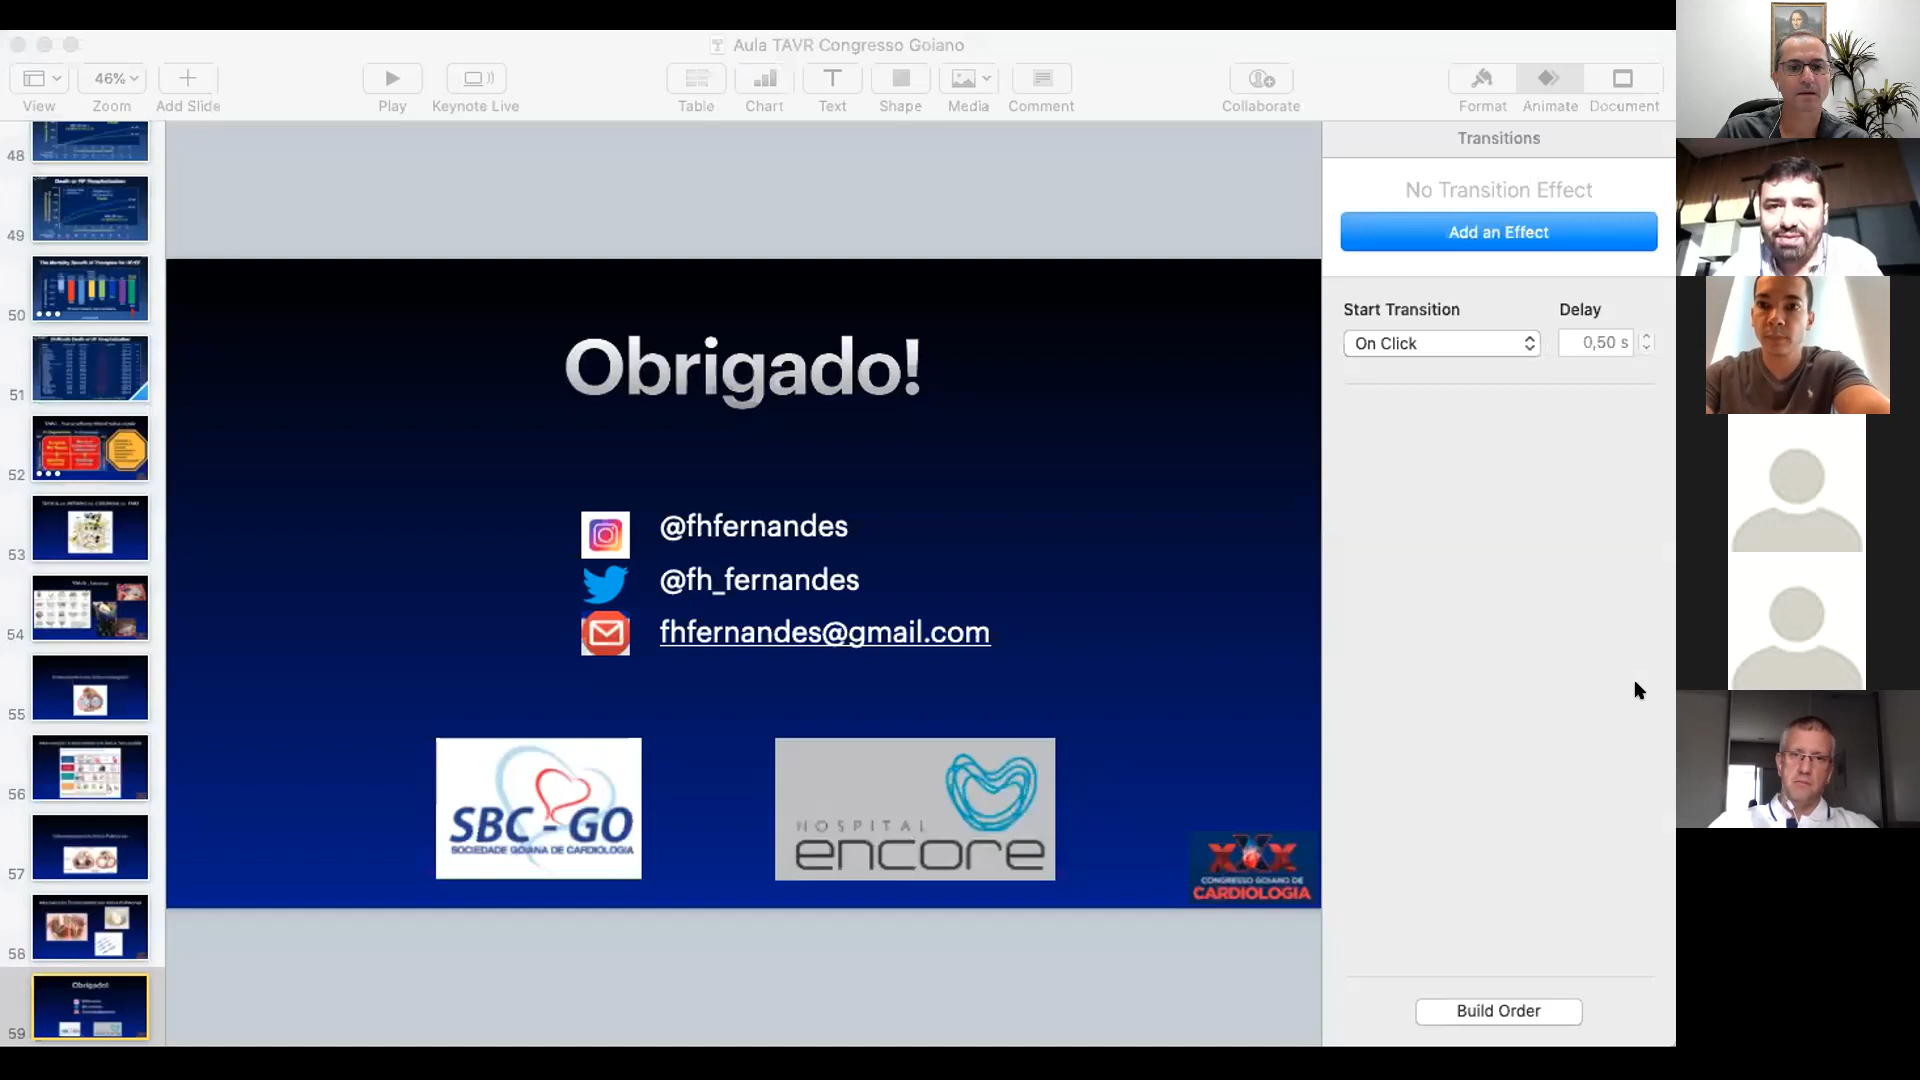 Aula TAVR Congresso Goiano
46%
View
Zoom
Add Slide
Play
Keynote Live
Table
Chart
Text
Shape
Media
Comment
Collaborate
Format
Animate
Document
48
49
50
51
52
53
54
55
56
57
58
59
Obrigado!
Obrigado!
@fhfernandes
@fh_fernandes
fhfernandes@gmail.com
SBC-GO
SOCIEDADE GOIANA DE CARDIOLOGIA
HOSPITAL
encore
XXX
CONGRESSO GOIANO DE
CARDIOLOGIA
Transitions
No Transition Effect
Add an Effect
Start Transition
Delay
On Click
0,50 s
Build Order